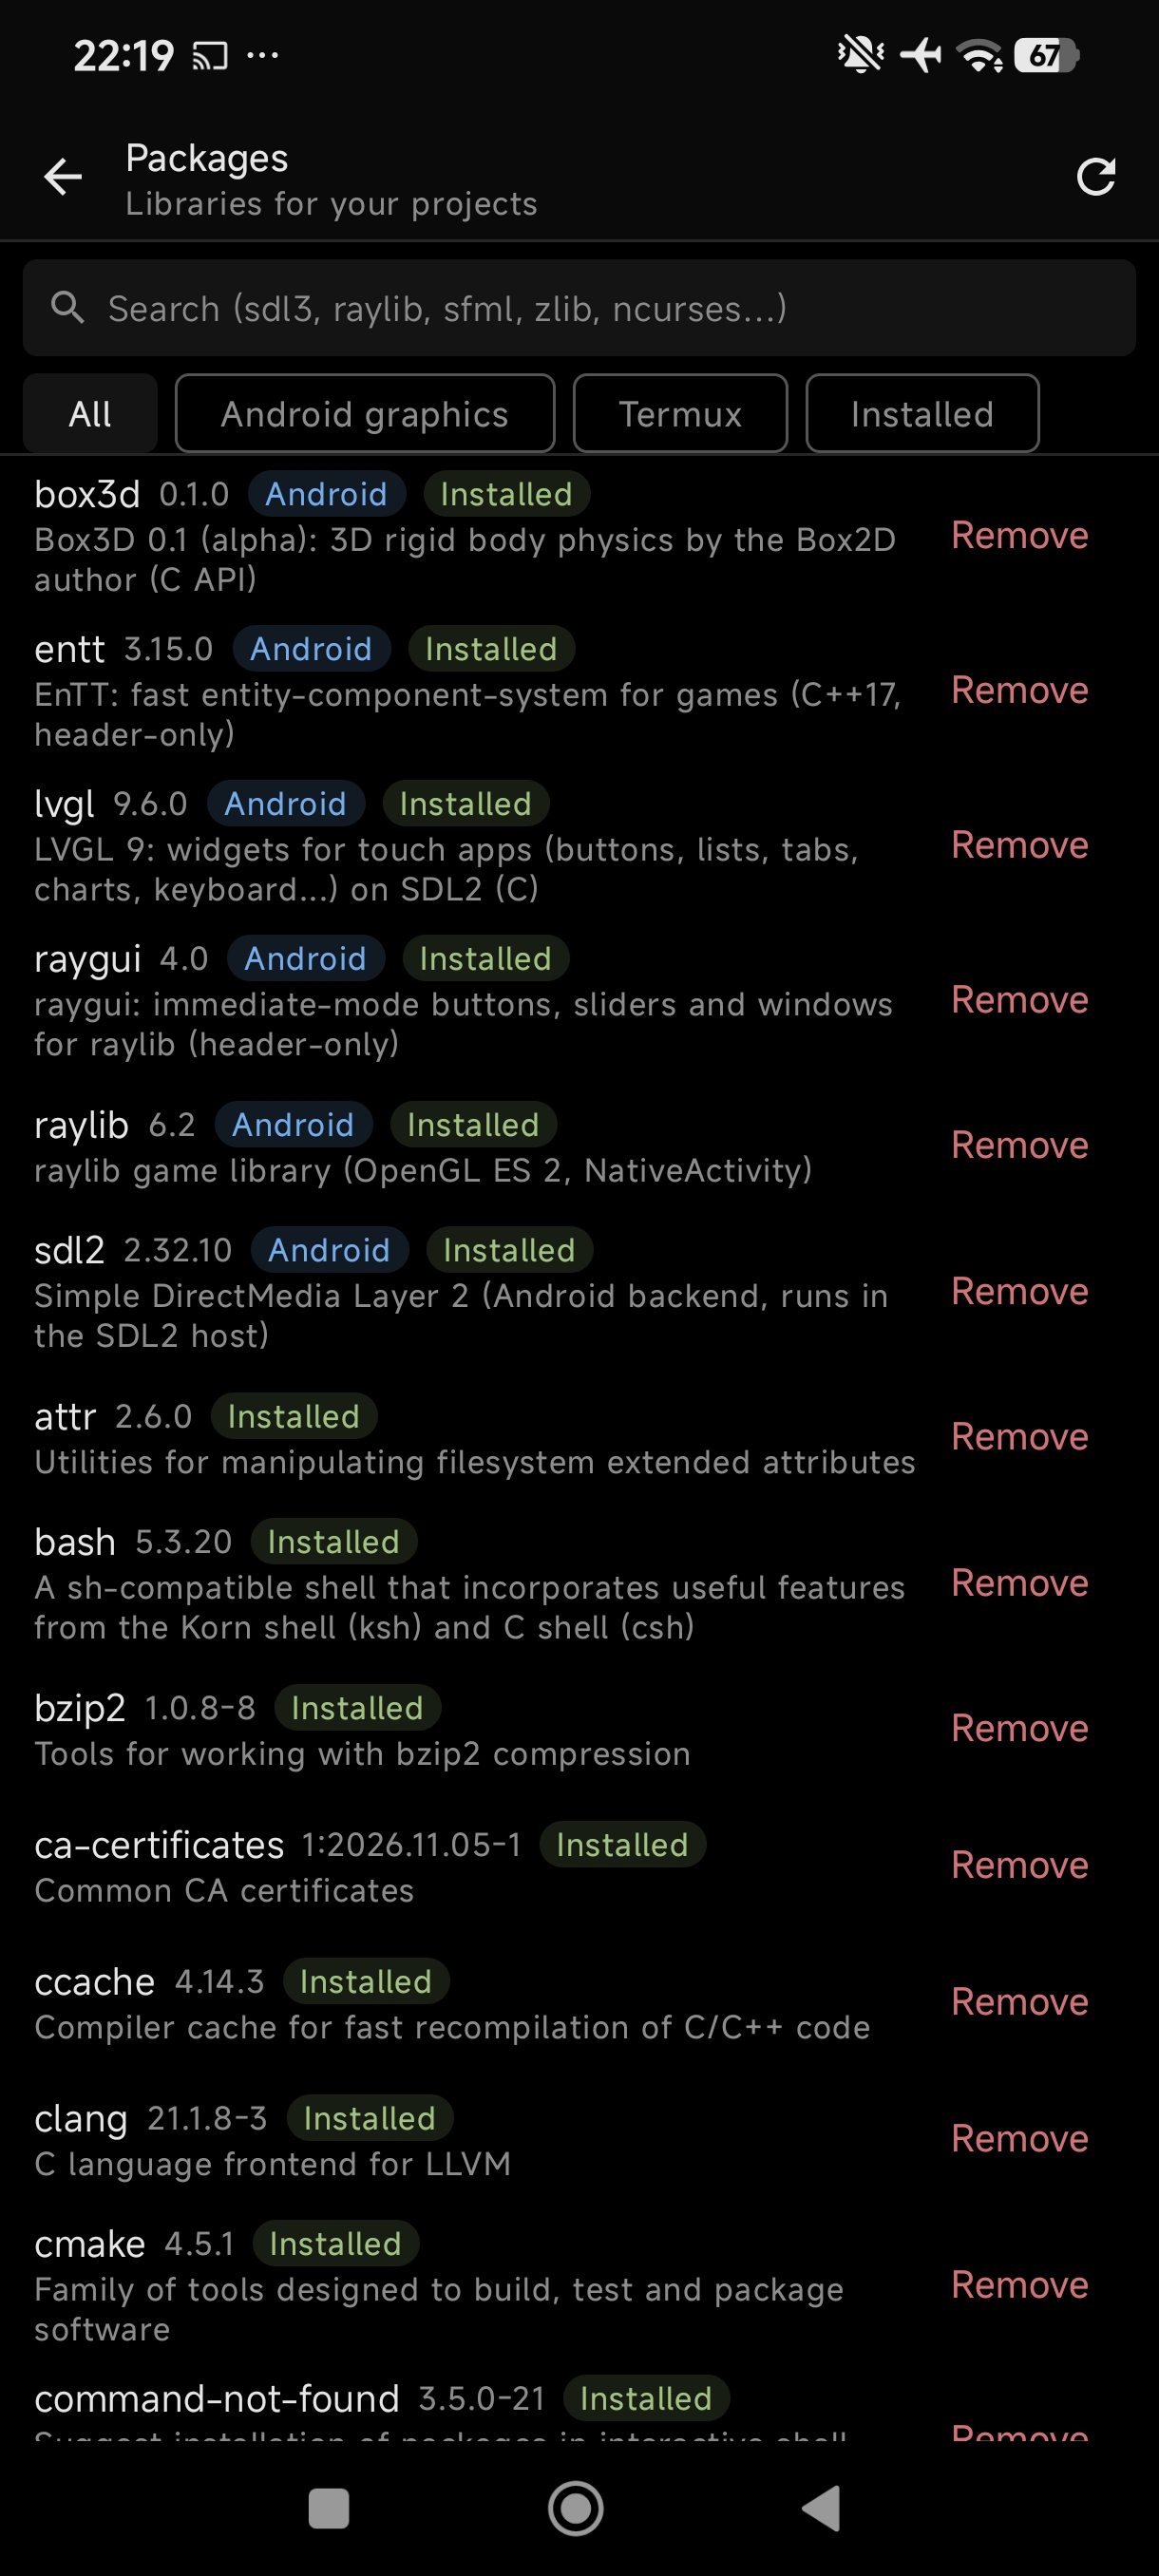 22:19 ...
67
Packages
Libraries for your projects
Search (sdl3, raylib, sfml, zlib, ncurses...)
All Android graphics Termux Installed
box3d 0.1.0 Android Installed
Box3D 0.1 (alpha): 3D rigid body physics by the Box2D
author (C API)
Remove
entt 3.15.0 Android Installed
EnTT: fast entity-component-system for games (C++17,
header-only)
Remove
lvgl 9.6.0 Android Installed
LVGL 9: widgets for touch apps (buttons, lists, tabs,
charts, keyboard...) on SDL2 (C)
Remove
raygui 4.0 Android Installed
raygui: immediate-mode buttons, sliders and windows
for raylib (header-only)
Remove
raylib 6.2 Android Installed
raylib game library (OpenGL ES 2, NativeActivity)
Remove
sdl2 2.32.10 Android Installed
Simple DirectMedia Layer 2 (Android backend, runs in
the SDL2 host)
Remove
attr 2.6.0 Installed
Utilities for manipulating filesystem extended attributes
Remove
bash 5.3.20 Installed
A sh-compatible shell that incorporates useful features
from the Korn shell (ksh) and C shell (csh)
Remove
bzip2 1.0.8-8 Installed
Tools for working with bzip2 compression
Remove
ca-certificates 1:2026.11.05-1 Installed
Common CA certificates
Remove
ccache 4.14.3 Installed
Compiler cache for fast recompilation of C/C++ code
Remove
clang 21.1.8-3 Installed
C language frontend for LLVM
Remove
cmake 4.5.1 Installed
Family of tools designed to build, test and package
software
Remove
command-not-found 3.5.0-21 Installed
Suggest installation of packages in interactive shell
Remove